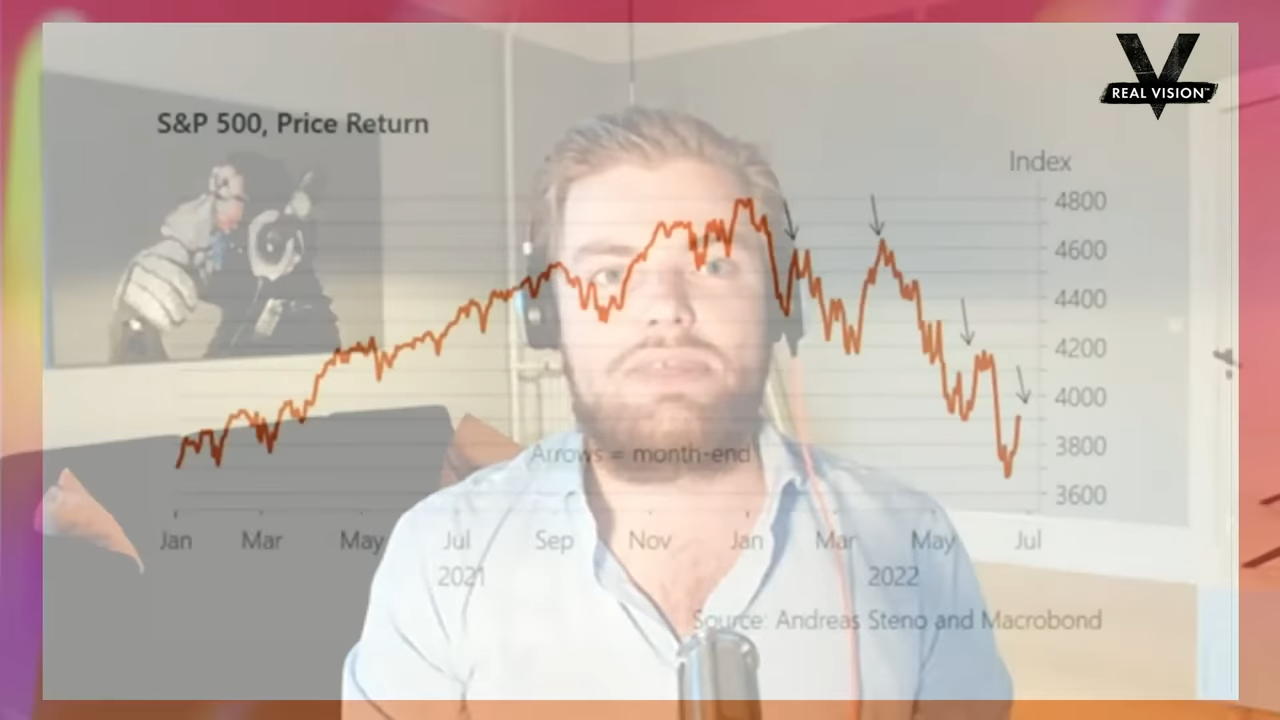 REAL VISION™
S&P 500, Price Return
Index
4800
4600
4400
4200
4000
3800
3600
Arrows = month-end
Jan Mar May Jul Sep Nov Jan Mar May Jul
2021 2022
Source: Andreas Steno and Macrobond